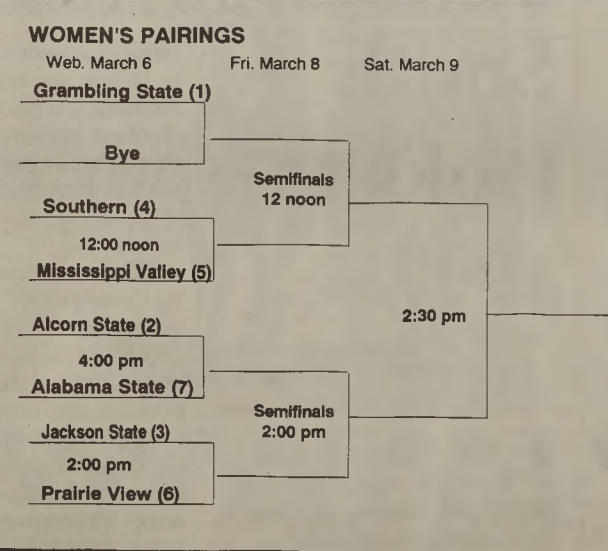 WOMEN'S PAIRINGS
Web. March 6
Fri. March 8
Sat. March 9
Grambling State (1)
Bye
Semifinals
12 noon
Southern (4)
12:00 noon
Mississippi Valley (5)
2:30 pm
Alcorn State (2)
4:00 pm
Alabama State (7)
Semifinals
2:00 pm
Jackson State (3)
2:00 pm
Prairie View (6)